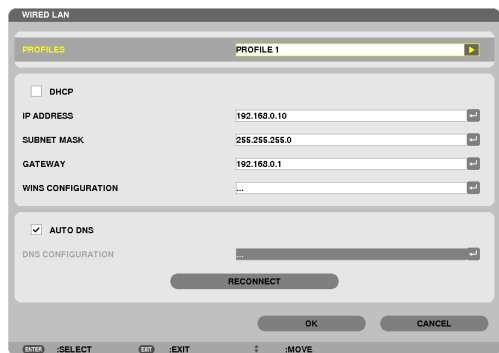 WIRED LAN
PROFILES PROFILE 1
DHCP
IP ADDRESS 192.168.0.10
SUBNET MASK 255.255.255.0
GATEWAY 192.168.0.1
WINS CONFIGURATION ...
AUTO DNS
DNS CONFIGURATION ...
RECONNECT
OK CANCEL
ENTER :SELECT EXIT :EXIT :MOVE